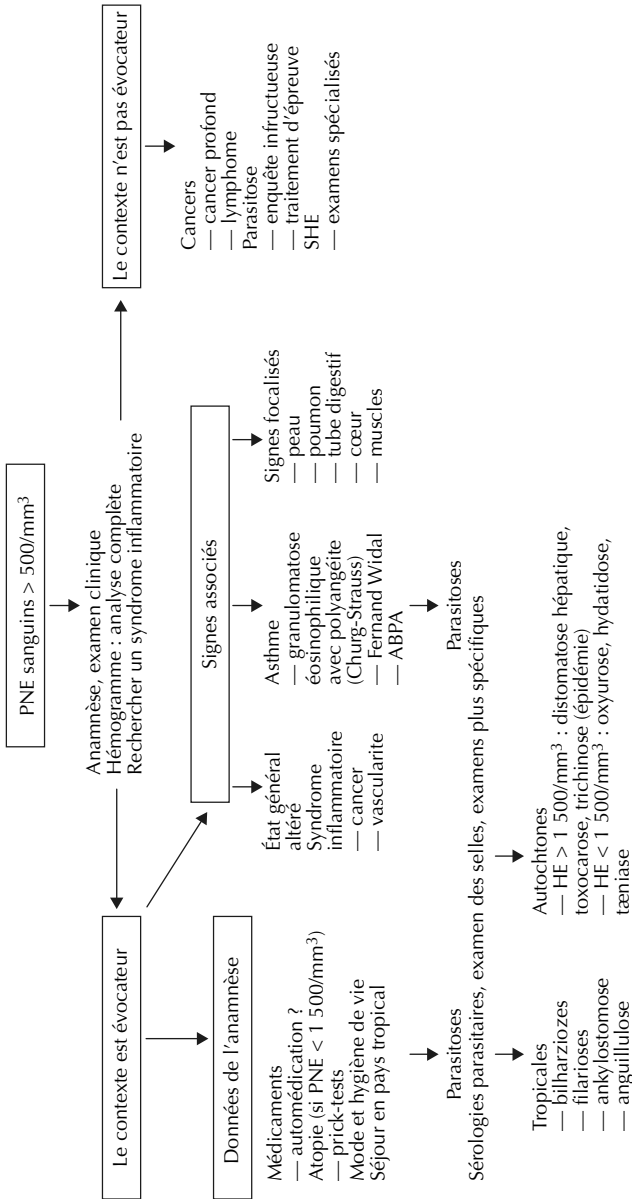 PNE sanguins > 500/mm³
Anamnèse, examen clinique
Hémogramme : analyse complète
Rechercher un syndrome inflammatoire
Le contexte est évocateur
Le contexte n'est pas évocateur
Données de l'anamnèse
Signes associés
Médicaments
— automédication ?
Atopie (si PNE < 1 500/mm³)
— prick-tests
Mode et hygiène de vie
Séjour en pays tropical
État général
altéré
Syndrome
inflammatoire
— cancer
— vascularite
Asthme
— granulomatose
éosinophilique
avec polyangéite
(Churg-Strauss)
— Fernand Widal
— ABPA
Signes focalisés
— peau
— poumon
— tube digestif
— cœur
— muscles
Cancers
— cancer profond
— lymphome
Parasitose
— enquête infructueuse
— traitement d'épreuve
SHE
— examens spécialisés
Parasitoses
Parasitoses
Sérologies parasitaires, examen des selles, examens plus spécifiques
Tropicales
— bilharziozes
— filarioses
— ankylostomose
— anguillulose
Autochtones
— HE > 1 500/mm³ : distomatose hépatique,
toxocarose, trichinose (épidémie)
— HE < 1 500/mm³ : oxyurose, hydatidose,
tæniase